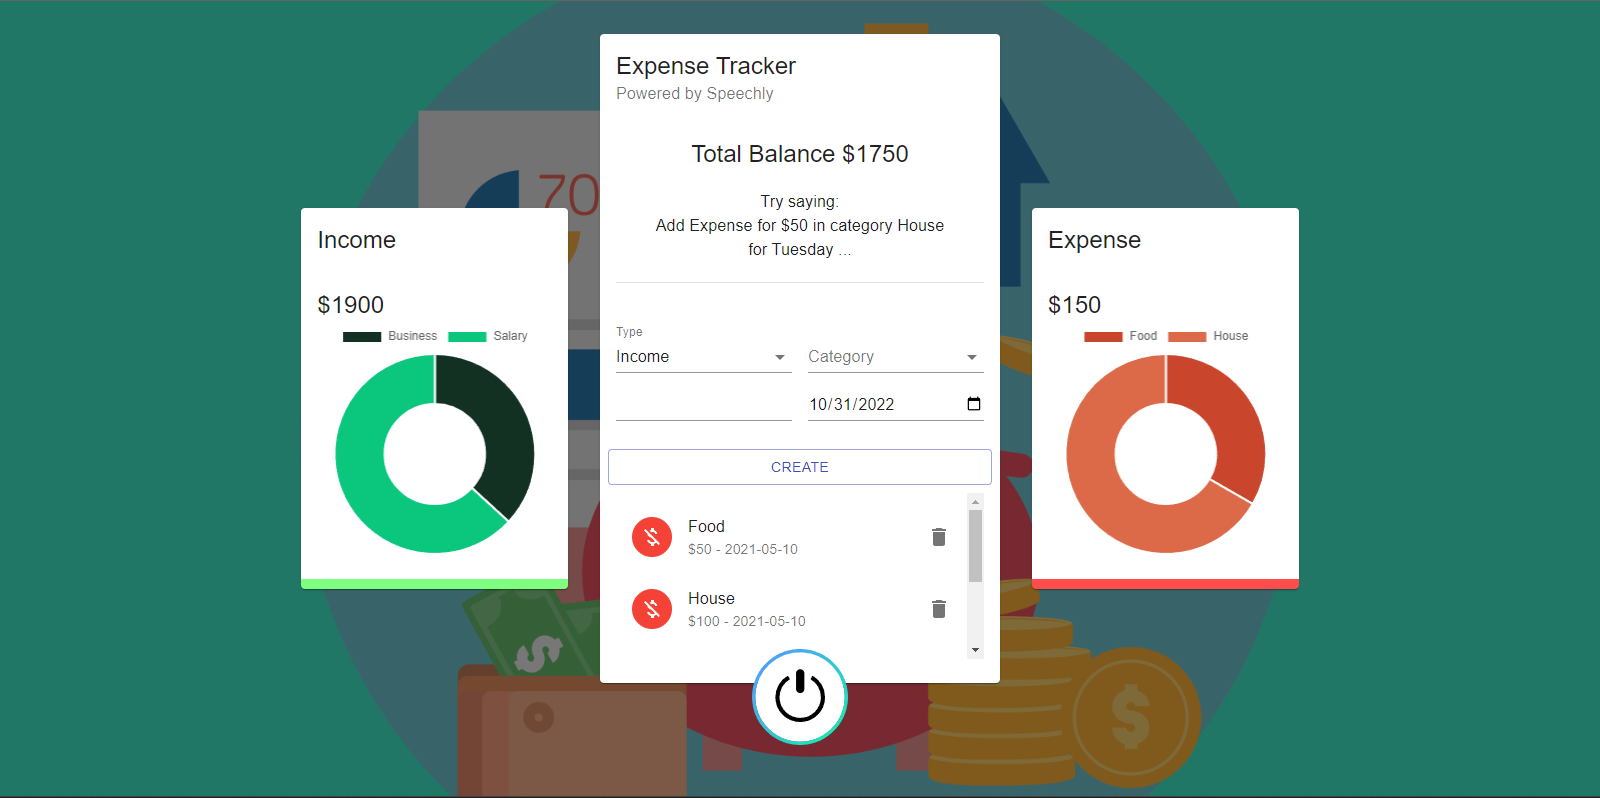 Expense Tracker
Powered by Speechly
Total Balance $1750
Try saying:
Add Expense for $50 in category House
for Tuesday ...
70
Income
$1900
Business Salary
Type
Income Category
10/31/2022
CREATE
Food
$50 - 2021-05-10
House
$100 - 2021-05-10
Expense
$150
Food House
$
$